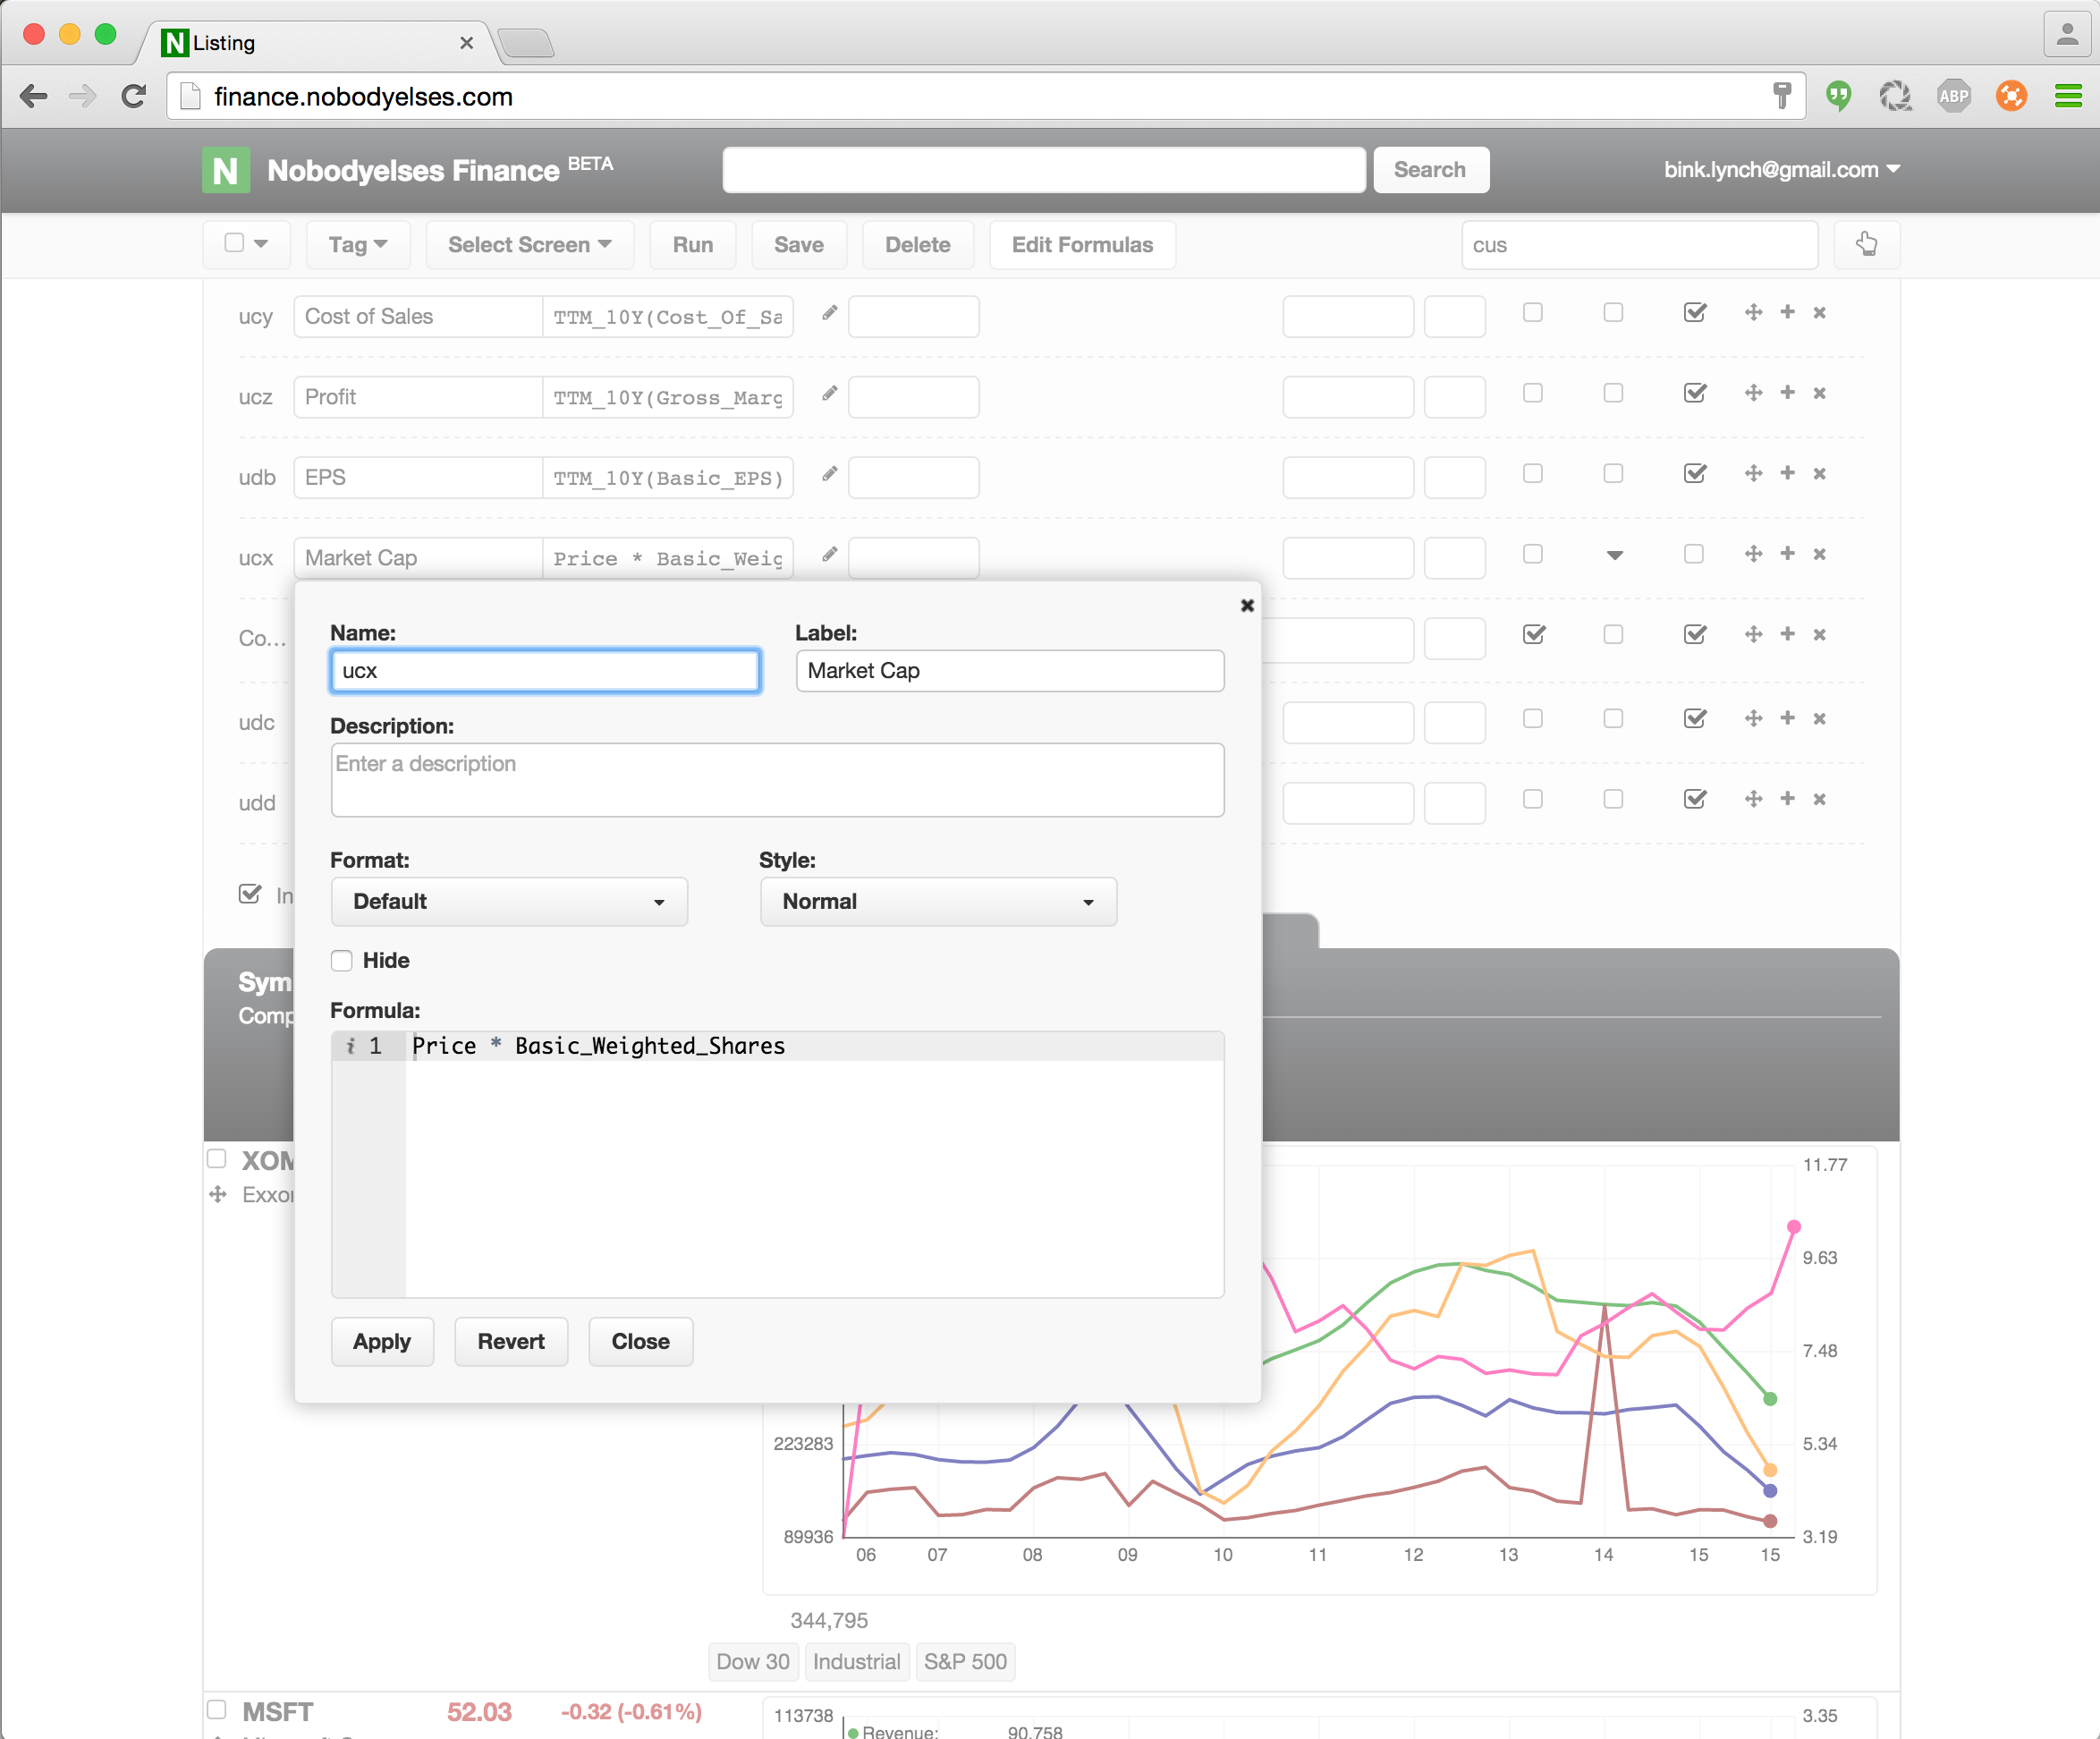 N Listing
finance.nobodyelses.com
ABP
N Nobodyelses Finance BETA
Search
bink.lynch@gmail.com
Tag
Select Screen
Run
Save
Delete
Edit Formulas
cus
ucy Cost of Sales TTM_10Y(Cost_Of_Sa
ucz Profit TTM_10Y(Gross_Marg
udb EPS TTM_10Y(Basic_EPS)
ucx Market Cap Price * Basic_Weig
Co...
udc
udd
In
Name:
ucx
Label:
Market Cap
Description:
Enter a description
Format:
Default
Style:
Normal
Hide
Formula:
i 1 Price * Basic_Weighted_Shares
Apply
Revert
Close
Sym
Comp
XOM
Exxon
11.77
9.63
7.48
223283 5.34
89936 3.19
06 07 08 09 10 11 12 13 14 15 15
344,795
Dow 30 Industrial S&P 500
MSFT 52.03 -0.32 (-0.61%)
113738 3.35
Revenue: 90,758